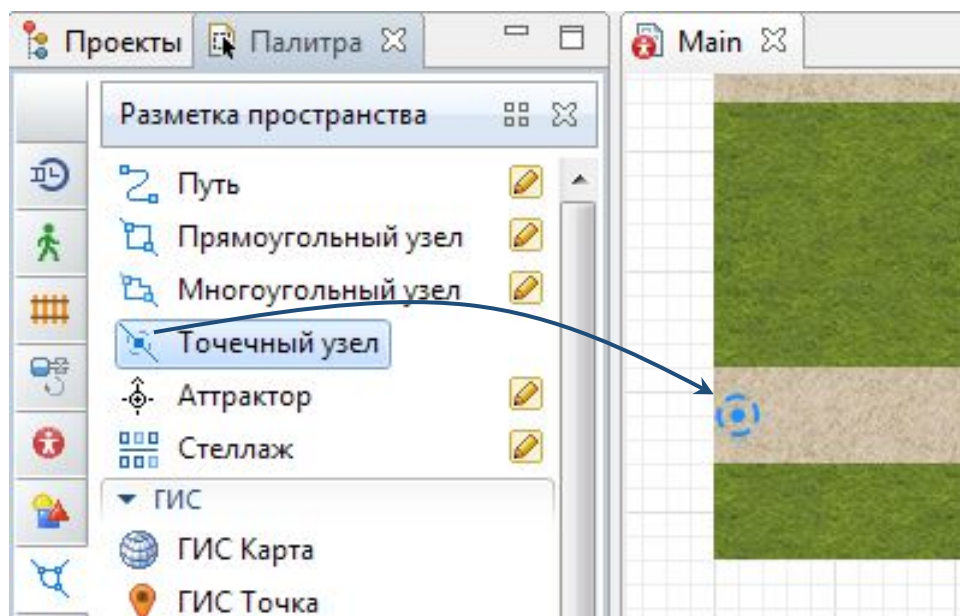 Проекты
Палитра
Main
Разметка пространства
Путь
Прямоугольный узел
Многоугольный узел
Точечный узел
Аттрактор
Стеллаж
ГИС
ГИС Карта
ГИС Точка